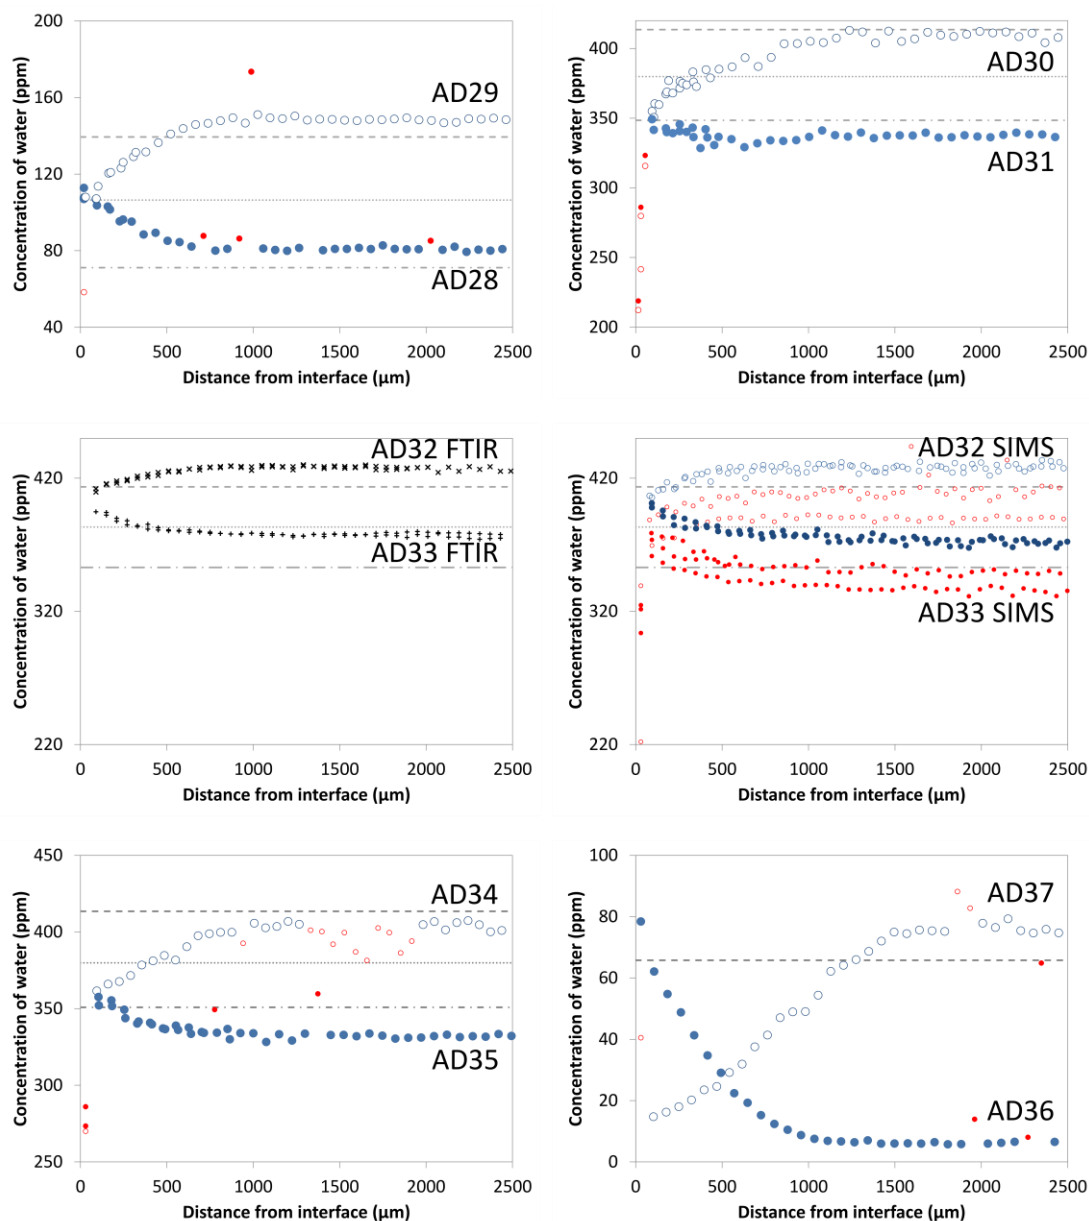 200
160
120
80
40
Concentration of water (ppm)
AD29
AD28
0
500
1000
1500
2000
2500
Distance from interface (µm)
400
350
300
250
200
Concentration of water (ppm)
AD30
AD31
0
500
1000
1500
2000
2500
Distance from interface (µm)
420
320
220
Concentration of water (ppm)
AD32 FTIR
AD33 FTIR
0
500
1000
1500
2000
2500
Distance from interface (µm)
420
320
220
Concentration of water (ppm)
AD32 SIMS
AD33 SIMS
0
500
1000
1500
2000
2500
Distance from interface (µm)
450
400
350
300
250
Concentration of water (ppm)
AD34
AD35
0
500
1000
1500
2000
2500
Distance from interface (µm)
100
80
60
40
20
0
Concentration of water (ppm)
AD37
AD36
0
500
1000
1500
2000
2500
Distance from interface (µm)